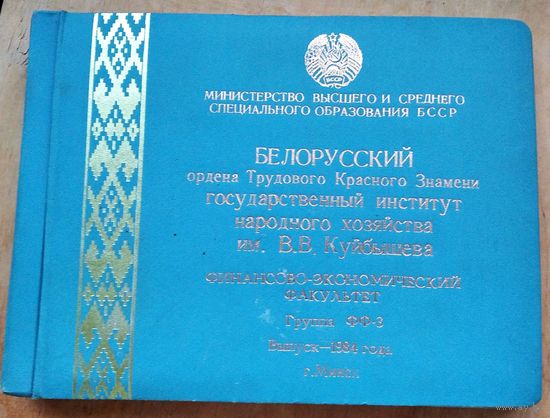 БССР
МИНИСТЕРСТВО ВЫСШЕГО И СРЕДНЕГО
СПЕЦИАЛЬНОГО ОБРАЗОВАНИЯ БССР
БЕЛОРУССКИЙ
ордена Трудового Красного Знамени
государственный институт
народного хозяйства
им. В.В. Куйбышева
ФИНАНСОВО-ЭКОНОМИЧЕСКИЙ
ФАКУЛЬТЕТ
Группа ФФ-3
Выпуск—1984 года
г.Минск